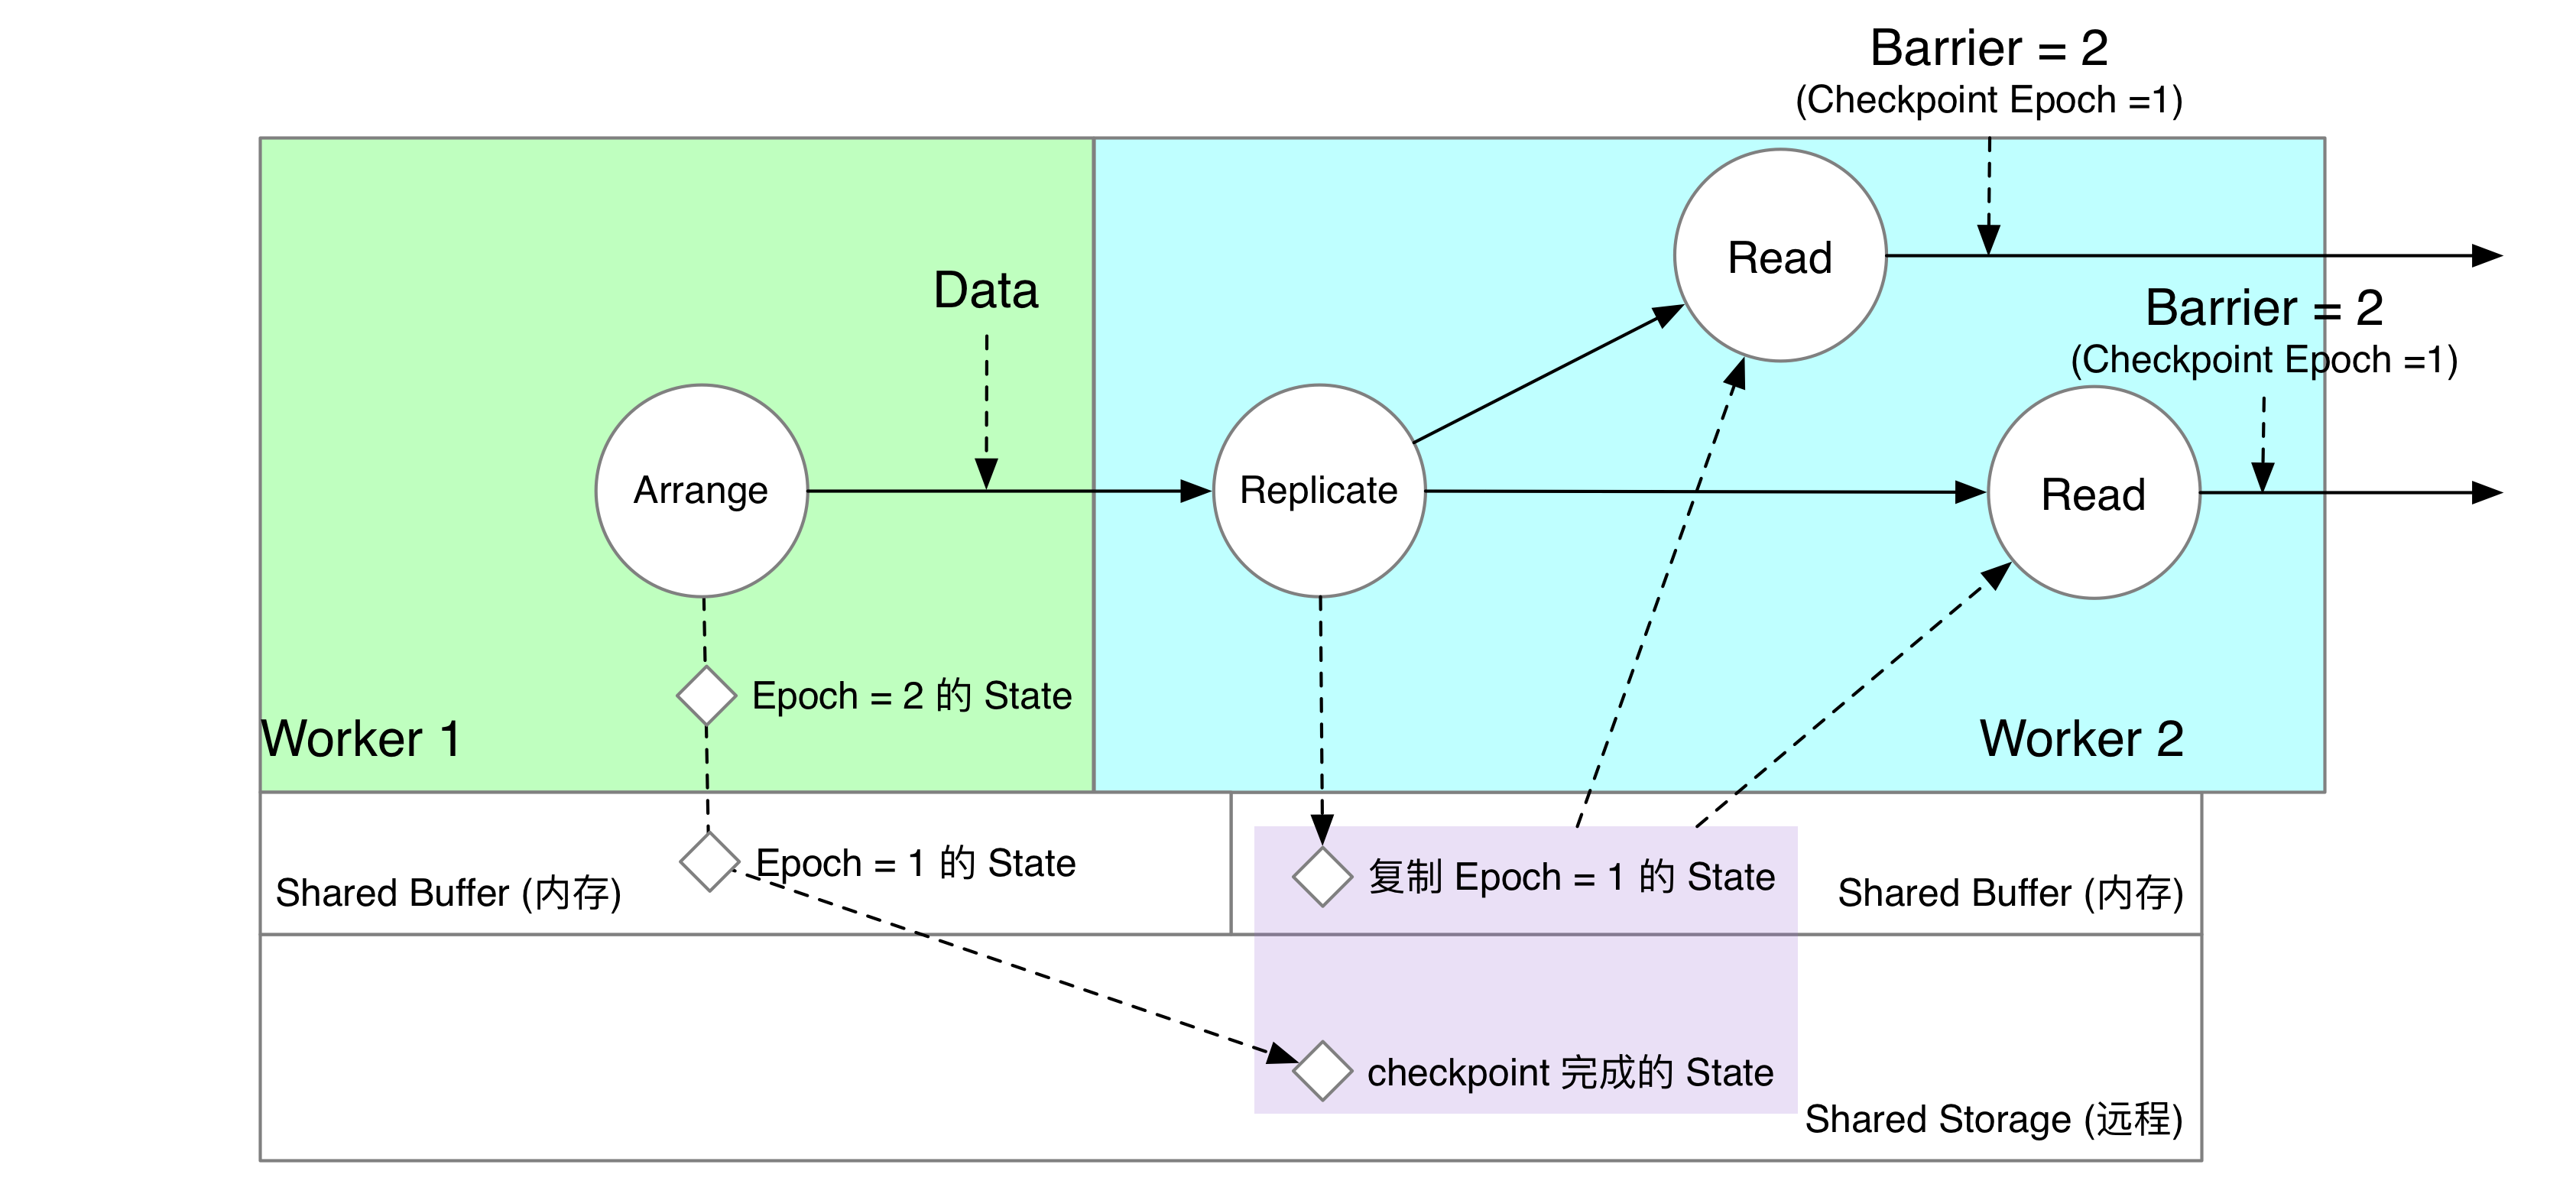 Barrier = 2
(Checkpoint Epoch =1)
Read
Data
Barrier = 2
(Checkpoint Epoch =1)
Arrange
Replicate
Read
Epoch = 2 的 State
Worker 1
Worker 2
Epoch = 1 的 State
复制 Epoch = 1 的 State
Shared Buffer (内存)
Shared Buffer (内存)
checkpoint 完成的 State
Shared Storage (远程)